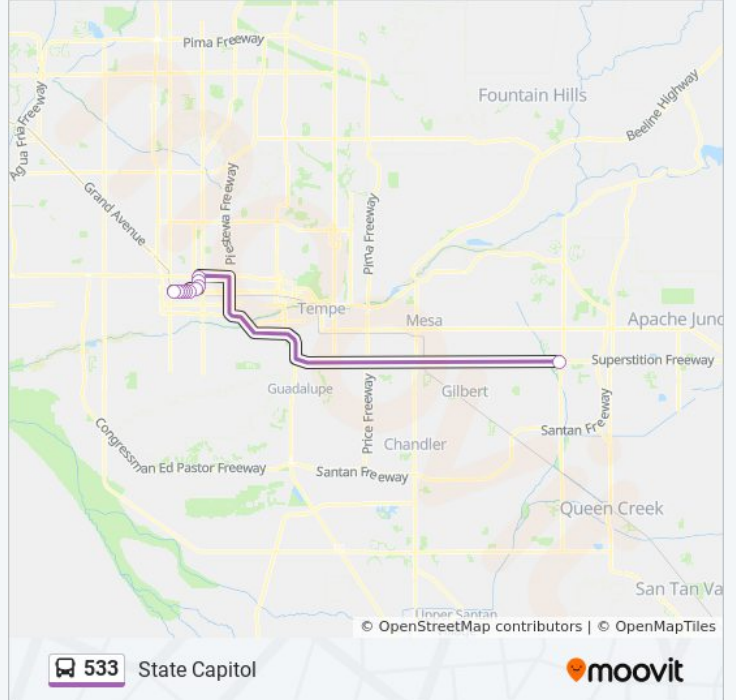 Pima Freeway
Fountain Hills
Beeline Highway
Agua Fria Freeway
Grand Avenue
Piestewa Freeway
Pima Freeway
Tempe
Mesa
Apache Junc
Superstition Freeway
Guadalupe
Gilbert
Price Freeway
Santan Freeway
Chandler
Congressman Ed Pastor Freeway
Santan Freeway
Queen Creek
San Tan Va
Upper Santan
© OpenStreetMap contributors | © OpenMapTiles
533 State Capitol
moovit